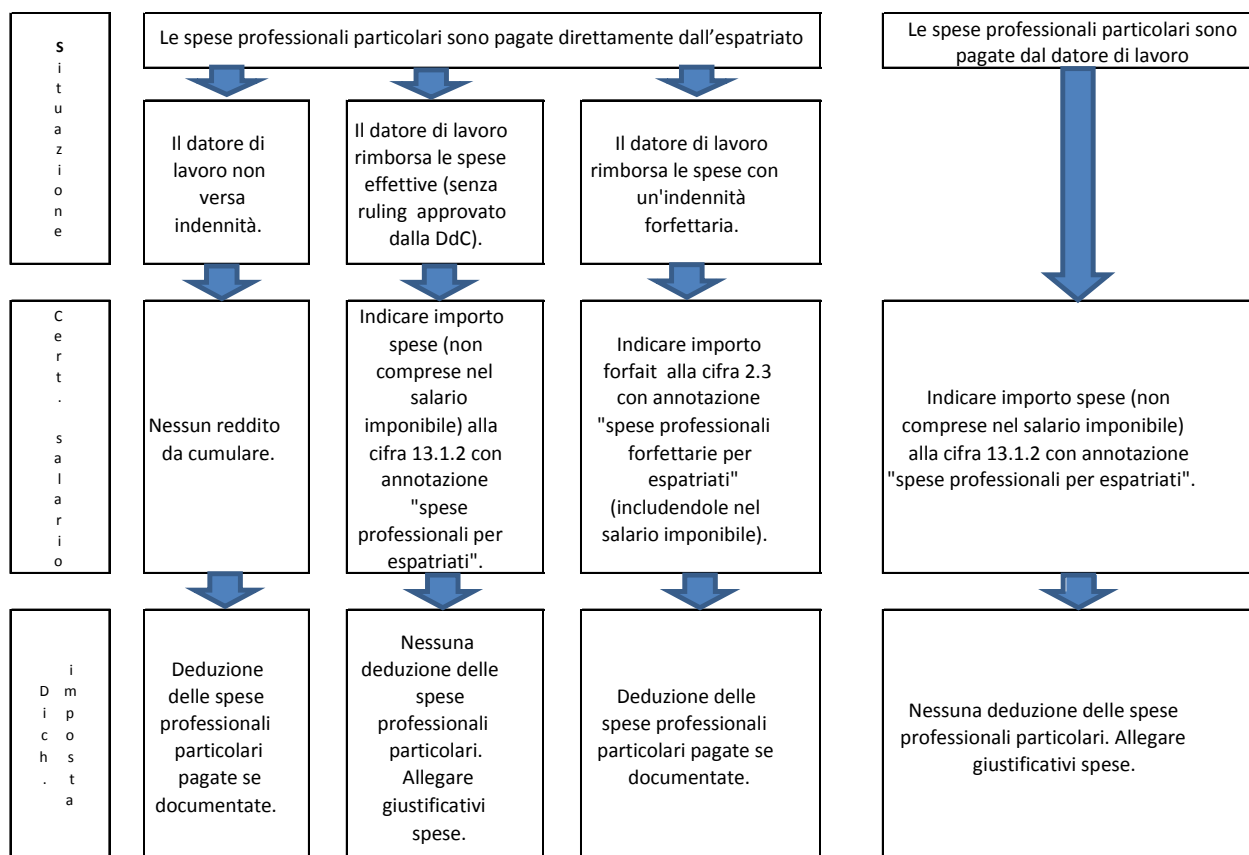 Situazione
Le spese professionali particolari sono pagate direttamente dall'espatriato
Le spese professionali particolari sono
pagate dal datore di lavoro
Il datore di
lavoro non
versa
indennità.
Il datore di lavoro
rimborsa le spese
effettive (senza
ruling approvato
dalla DdC).
Il datore di lavoro
rimborsa le spese con
un'indennità
forfettaria.
Cert. salario
Nessun reddito
da cumulare.
Indicare importo
spese (non
comprese nel
salario
imponibile) alla
cifra 13.1.2 con
annotazione
"spese
professionali per
espatriati".
Indicare importo
forfait alla cifra 2.3
con annotazione
"spese professionali
forfettarie per
espatriati"
(includendole nel
salario imponibile).
Indicare importo spese (non
comprese nel salario imponibile)
alla cifra 13.1.2 con annotazione
"spese professionali per espatriati".
Dich.
imposta
Deduzione
delle spese
professionali
particolari
pagate se
documentate.
Nessuna
deduzione delle
spese
professionali
particolari.
Allegare
giustificativi
spese.
Deduzione delle
spese professionali
particolari pagate se
documentate.
Nessuna deduzione delle spese
professionali particolari. Allegare
giustificativi spese.